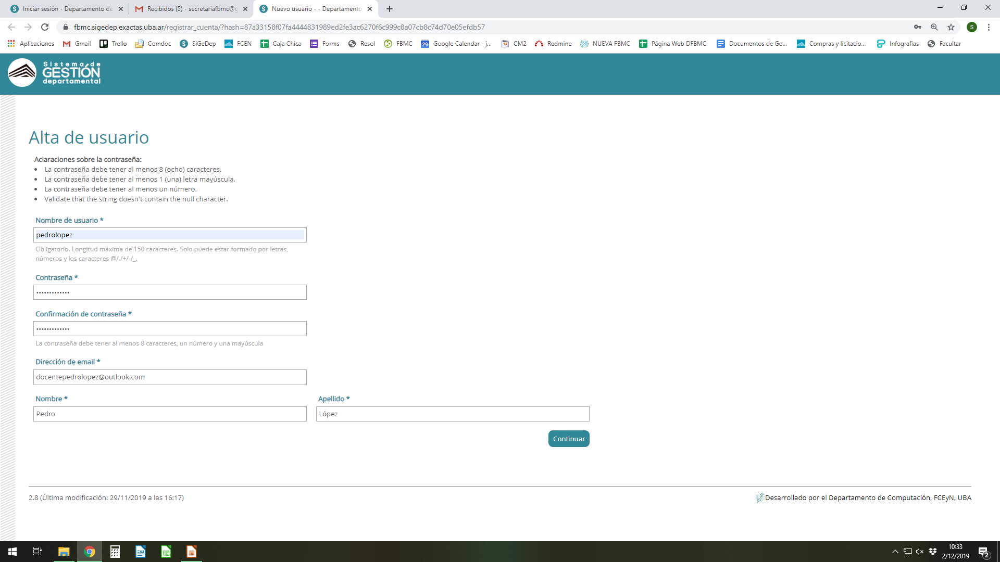 Iniciar sesión - Departamento de
Recibidos (5) - secretariafbmc@g
Nuevo usuario - - Departamento
fbmc.sigedep.exactas.uba.ar/registrar_cuenta/?hash=87a33158f07fa4444831989ed2fe3ac6270f6c999c8a07cb8c74d70e05efdb57
S
Aplicaciones
Gmail
Trello
Comdoc
SiGeDep
FCEN
Caja Chica
Forms
Resol
FBMC
Google Calendar - j...
CM2
Redmine
NUEVA FBMC
Página Web DFBMC
Documentos de Go...
Compras y licitacio...
Infografias
Facultar
Sistema de
GESTIÓN
departamental
Alta de usuario
Aclaraciones sobre la contraseña:
La contraseña debe tener al menos 8 (ocho) caracteres.
La contraseña debe tener al menos 1 (una) letra mayúscula.
La contraseña debe tener al menos un número.
Validate that the string doesn't contain the null character.
Nombre de usuario *
pedrolopez
Obligatorio. Longitud máxima de 150 caracteres. Solo puede estar formado por letras,
números y los caracteres @/./+/-/_.
Contraseña *
•••••••••••••
Confirmación de contraseña *
•••••••••••••
La contraseña debe tener al menos 8 caracteres, un número y una mayúscula
Dirección de email *
docentepedrolopez@outlook.com
Nombre * Apellido *
Pedro López
Continuar
2.8 (Última modificación: 29/11/2019 a las 16:17) Desarrollado por el Departamento de Computación, FCEyN, UBA
10:33
2/12/2019
2